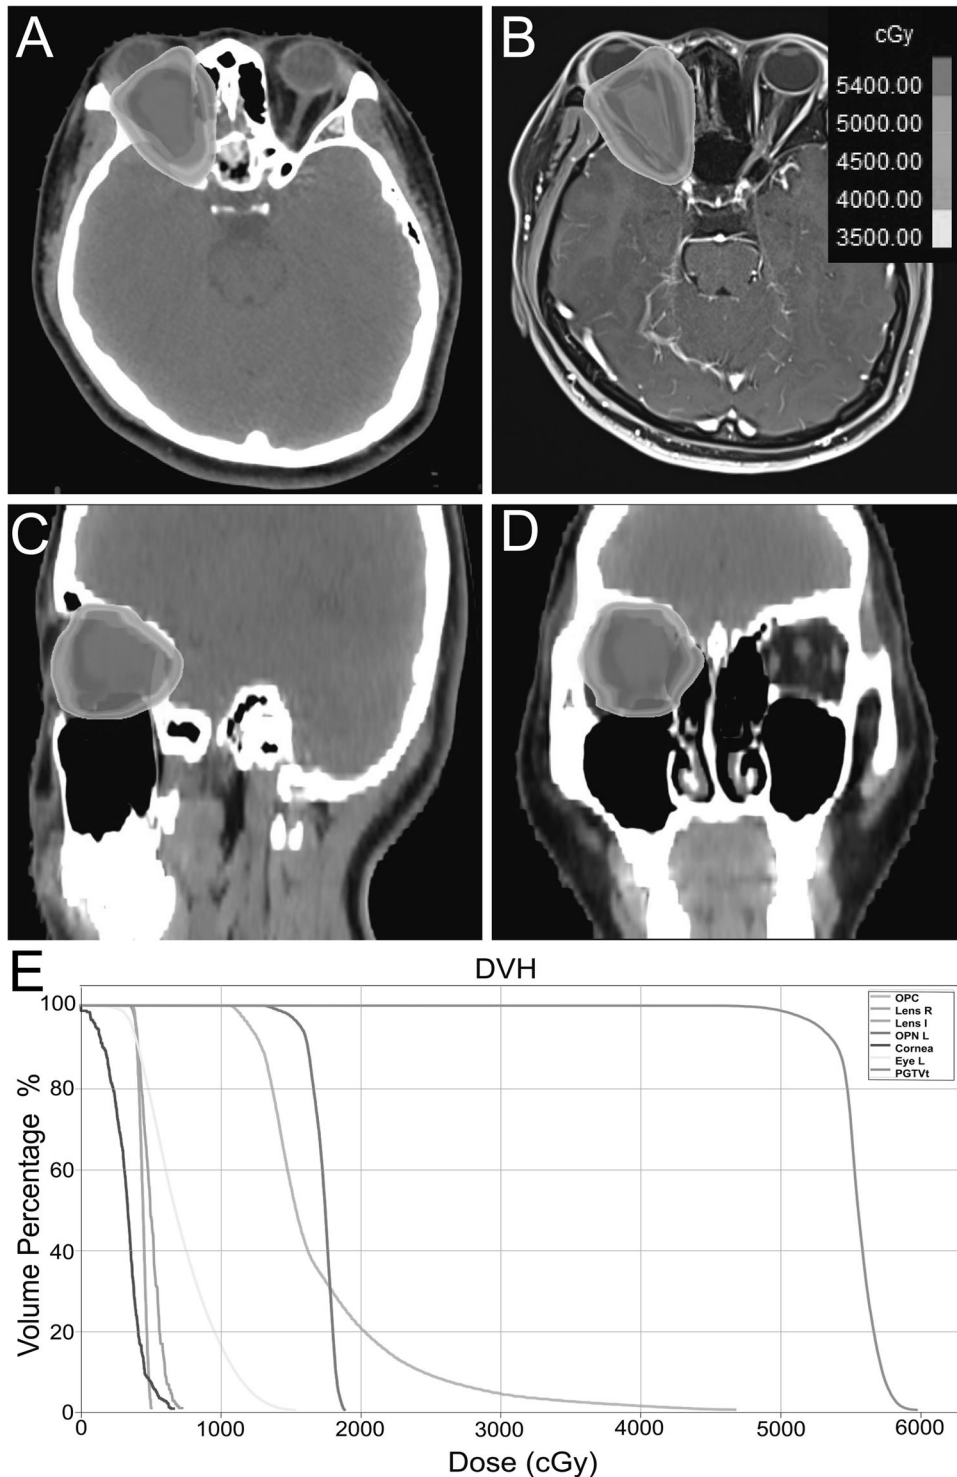 A
B
cGy
5400.00
5000.00
4500.00
4000.00
3500.00
C
D
E
DVH
100
80
60
40
20
0
Volume Percentage %
OPC
Lens R
Lens l
OPN L
Cornea
Eye L
PGTVt
0
1000
2000
3000
4000
5000
6000
Dose (cGy)